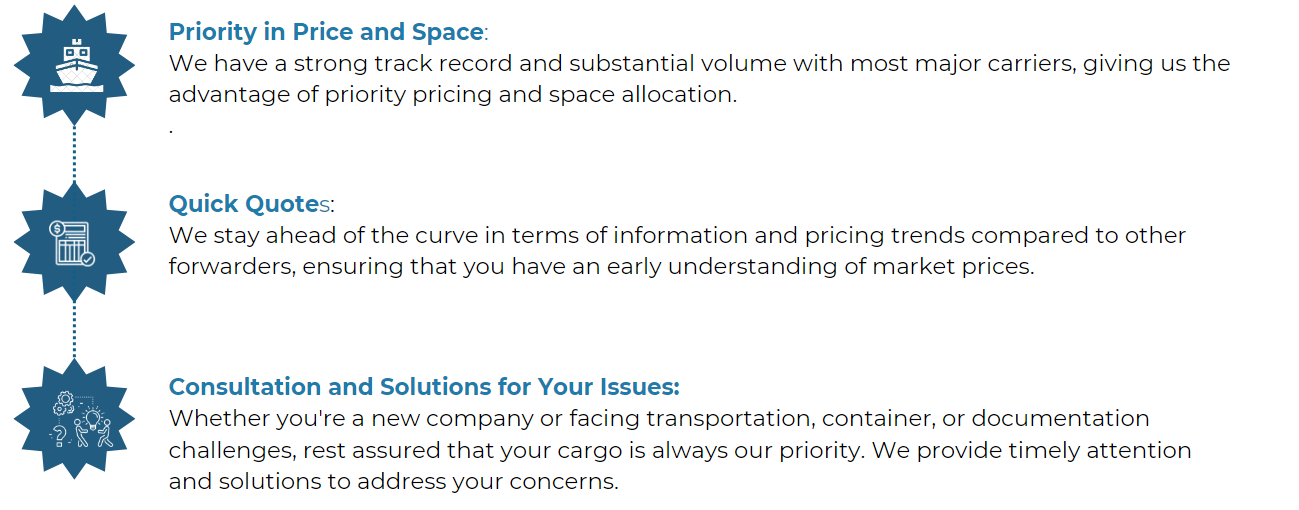 Priority in Price and Space:
We have a strong track record and substantial volume with most major carriers, giving us the
advantage of priority pricing and space allocation.
.
Quick Quotes:
We stay ahead of the curve in terms of information and pricing trends compared to other
forwarders, ensuring that you have an early understanding of market prices.
Consultation and Solutions for Your Issues:
Whether you're a new company or facing transportation, container, or documentation
challenges, rest assured that your cargo is always our priority. We provide timely attention
and solutions to address your concerns.